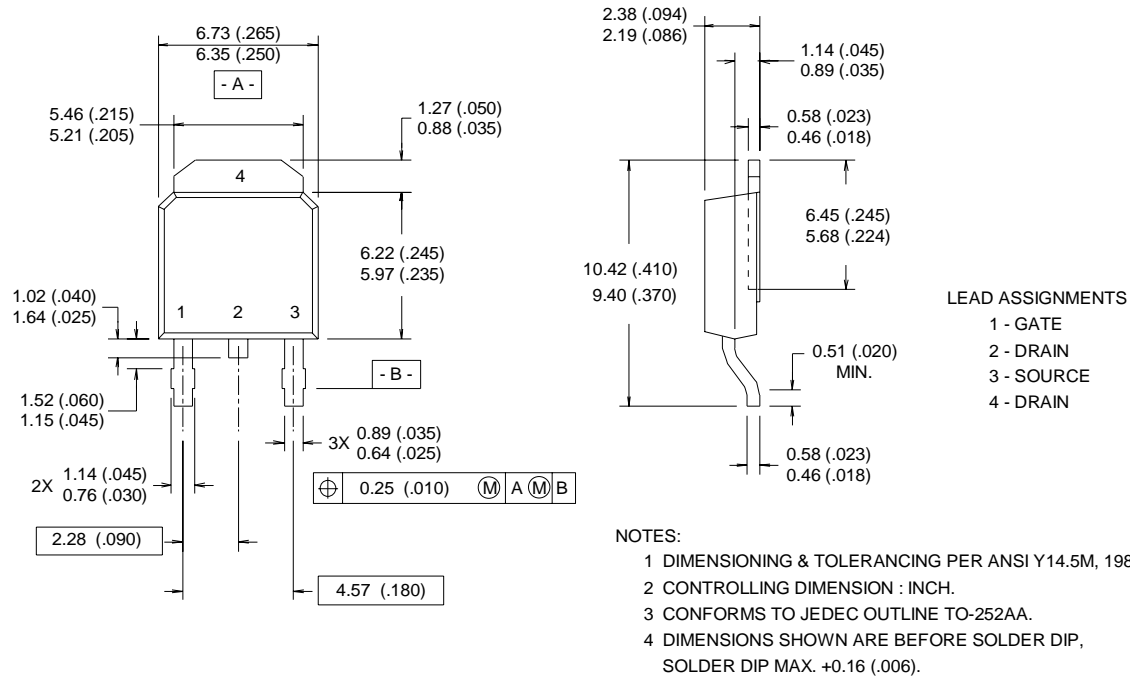 6.73 (.265)
6.35 (.250)
- A -
5.46 (.215)
5.21 (.205)
1.27 (.050)
0.88 (.035)
4
6.22 (.245)
5.97 (.235)
1.02 (.040)
1.64 (.025)
1 2 3
- B -
1.52 (.060)
1.15 (.045)
3X 0.89 (.035)
0.64 (.025)
2X 1.14 (.045)
0.76 (.030)
0.25 (.010) Ⓜ A Ⓜ B
2.28 (.090)
4.57 (.180)
2.38 (.094)
2.19 (.086)
1.14 (.045)
0.89 (.035)
0.58 (.023)
0.46 (.018)
6.45 (.245)
5.68 (.224)
10.42 (.410)
9.40 (.370)
0.51 (.020)
MIN.
0.58 (.023)
0.46 (.018)
LEAD ASSIGNMENTS
1 - GATE
2 - DRAIN
3 - SOURCE
4 - DRAIN
NOTES:
1 DIMENSIONING & TOLERANCING PER ANSI Y14.5M, 198
2 CONTROLLING DIMENSION : INCH.
3 CONFORMS TO JEDEC OUTLINE TO-252AA.
4 DIMENSIONS SHOWN ARE BEFORE SOLDER DIP,
SOLDER DIP MAX. +0.16 (.006).